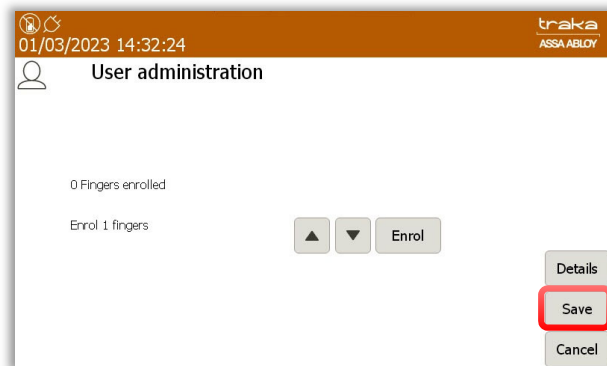 traka
01/03/2023 14:32:24
ASSA ABLOY
User administration
0 Fingers enrolled
Enrol 1 fingers
Enrol
Details
Save
Cancel